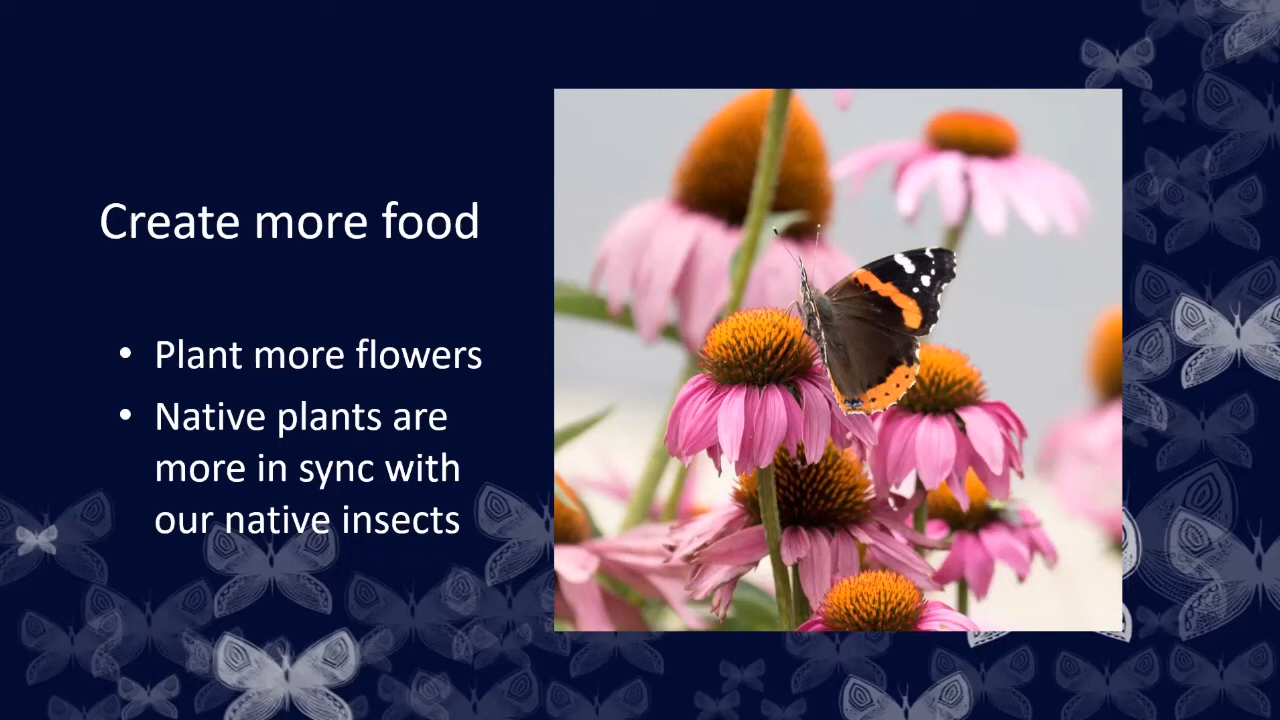 Create more food
• Plant more flowers
• Native plants are
more in sync with
our native insects